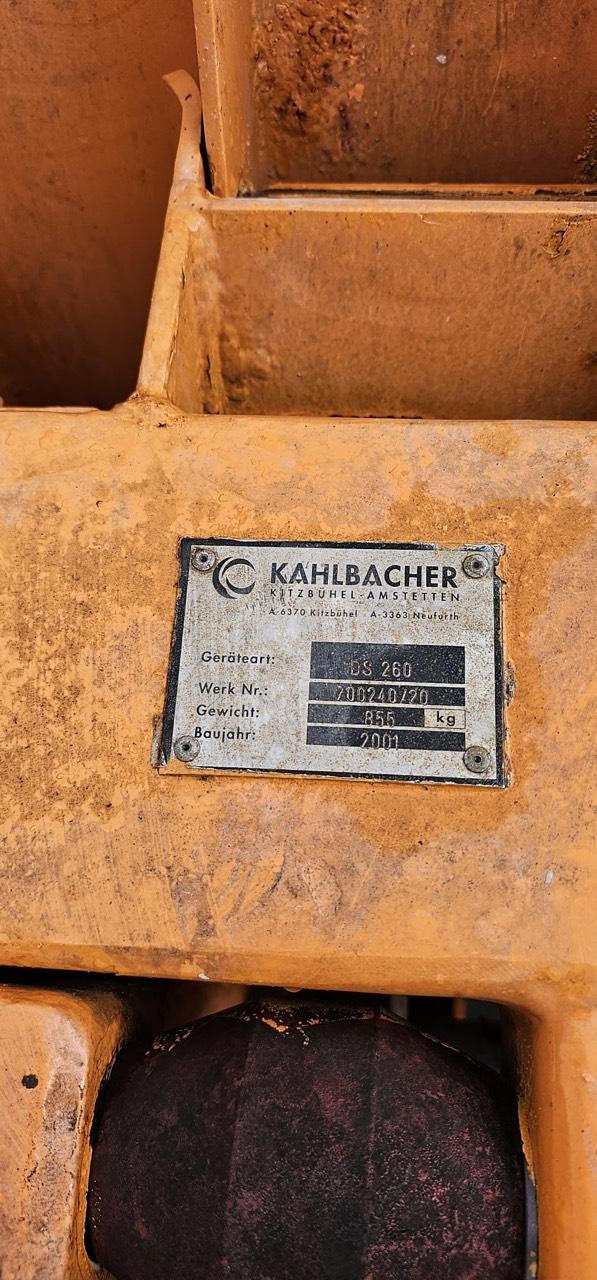 KAHLBACHER
KITZBÜHEL-AMSTETTEN
A-6370 Kitzbühel A-3363 Neufurth
Geräteart: DS 260
Werk Nr.: 200240/20
Gewicht: 855 kg
Baujahr: 2001